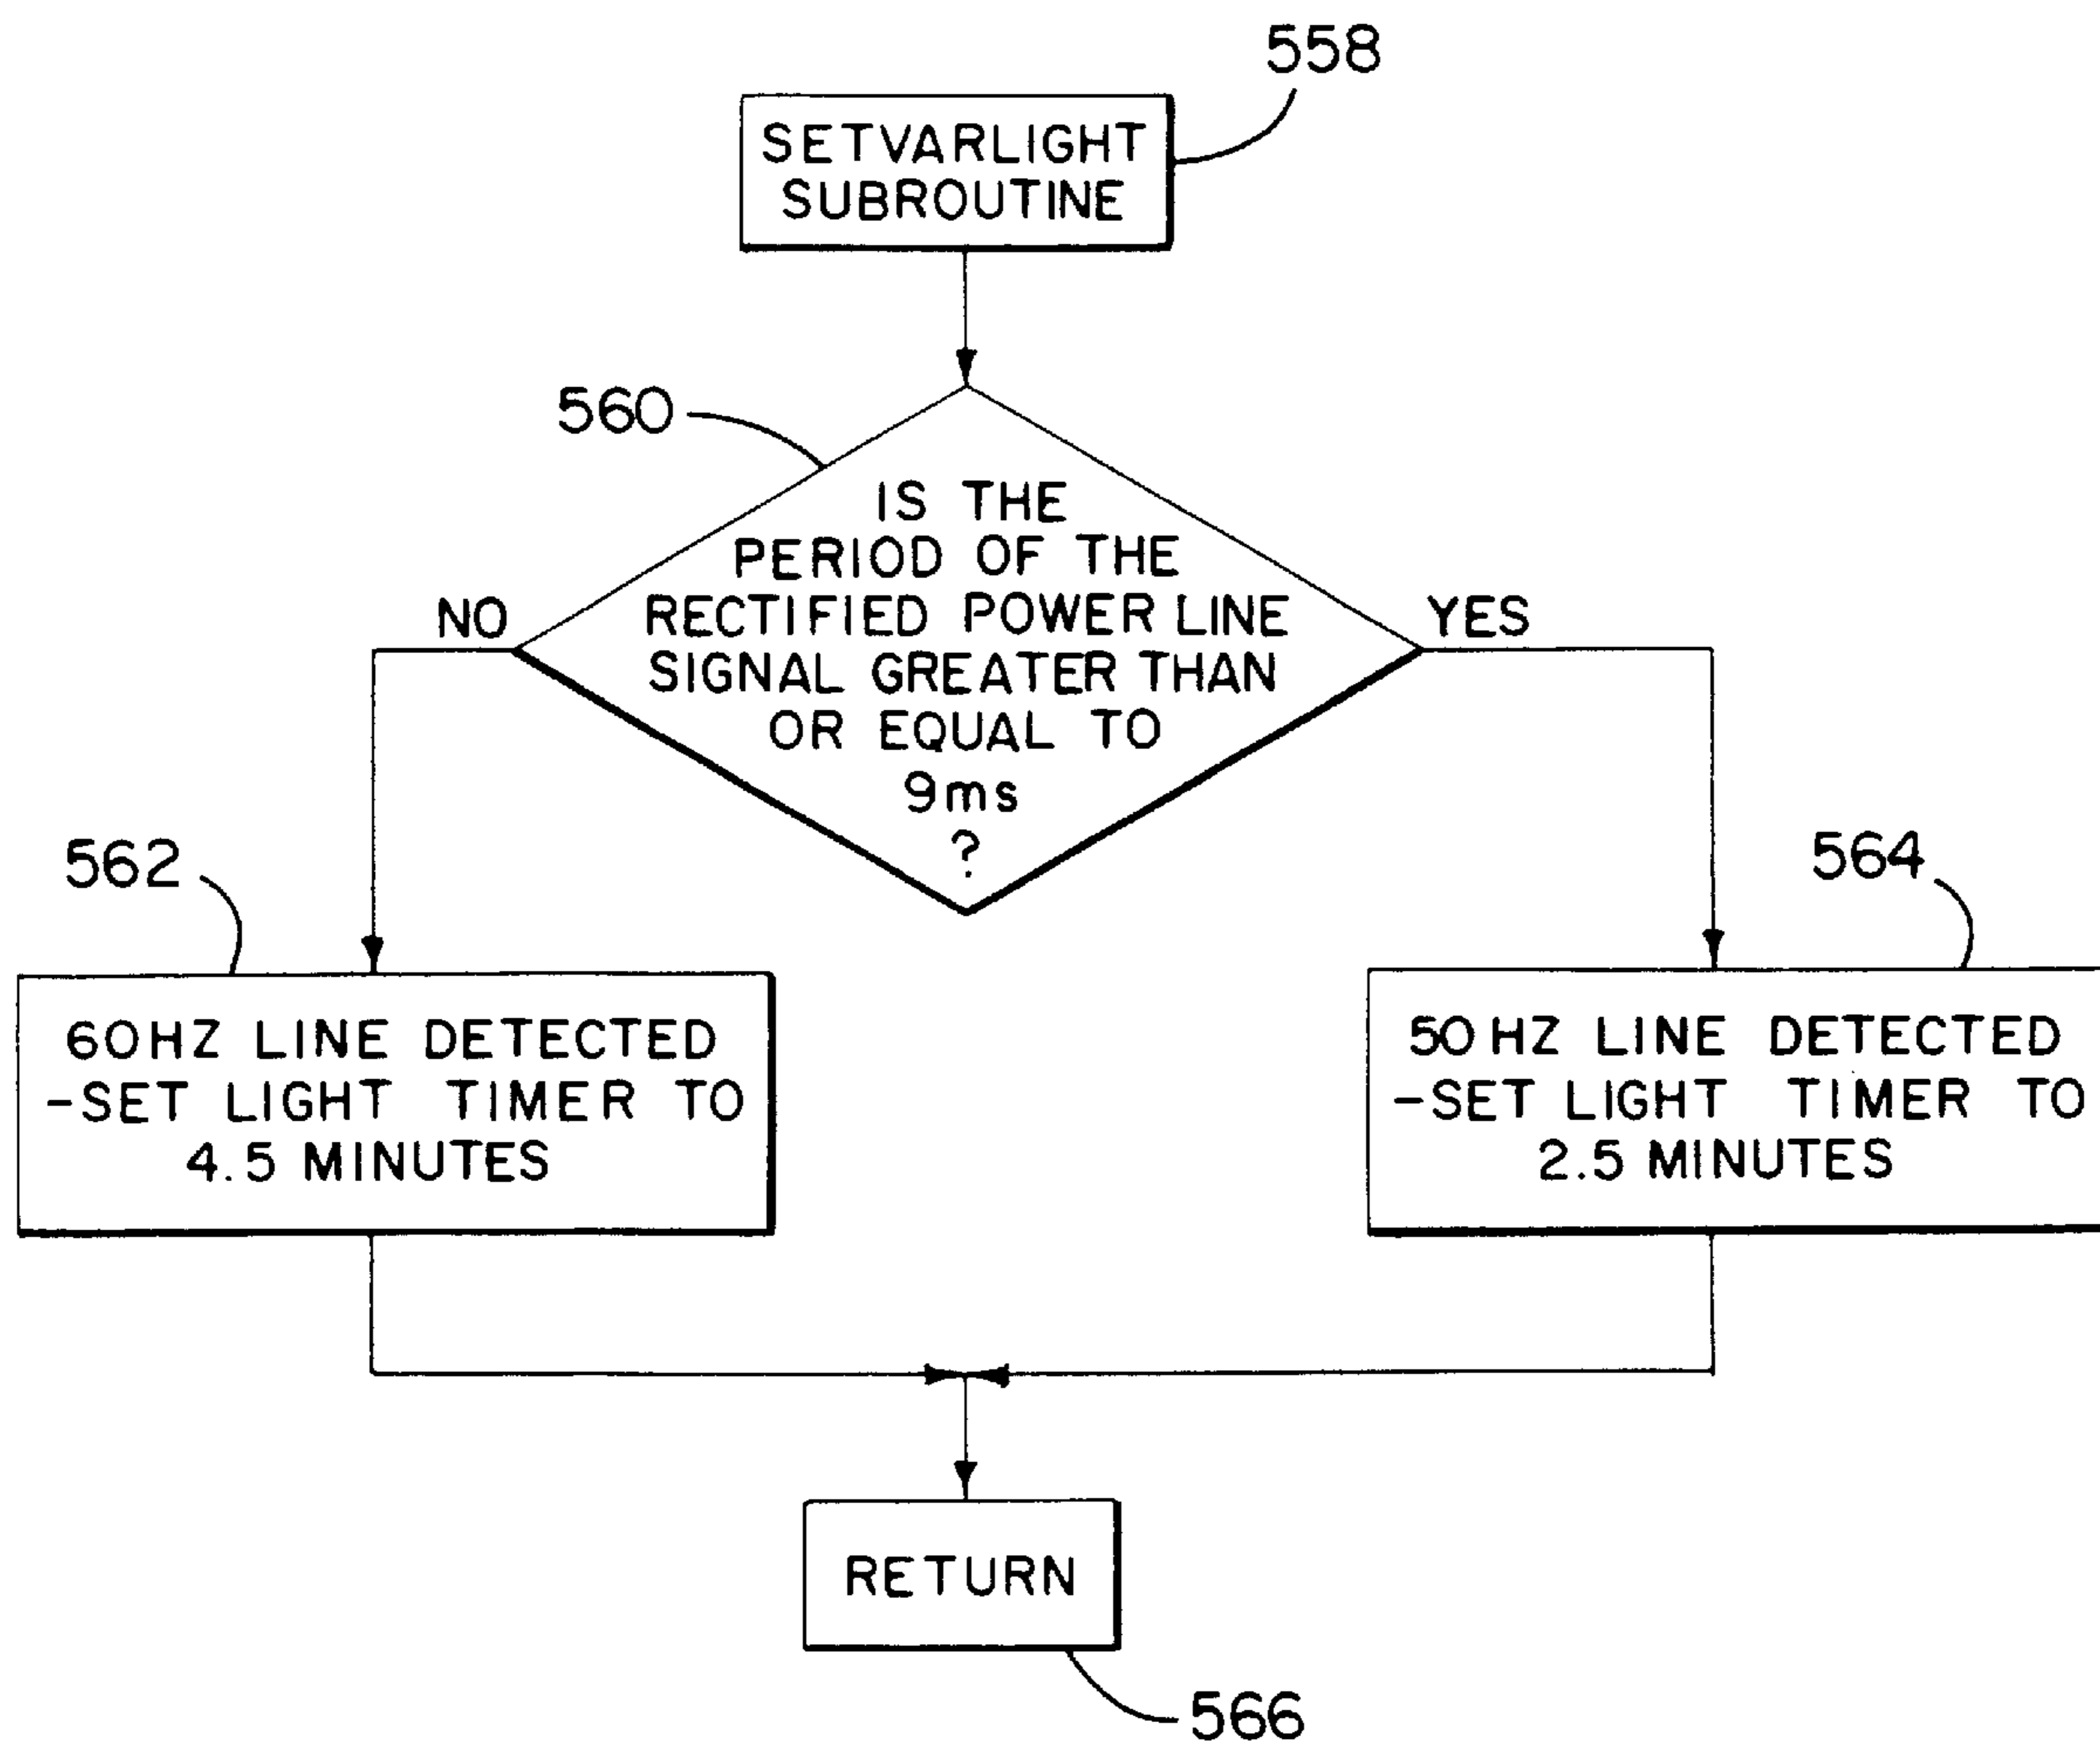 558
SETVARLIGHT
SUBROUTINE
560
IS THE
PERIOD OF THE
RECTIFIED POWER LINE
SIGNAL GREATER THAN
OR EQUAL TO
9ms
?
NO
YES
562
564
60HZ LINE DETECTED
-SET LIGHT TIMER TO
4.5 MINUTES
50HZ LINE DETECTED
-SET LIGHT TIMER TO
2.5 MINUTES
RETURN
566